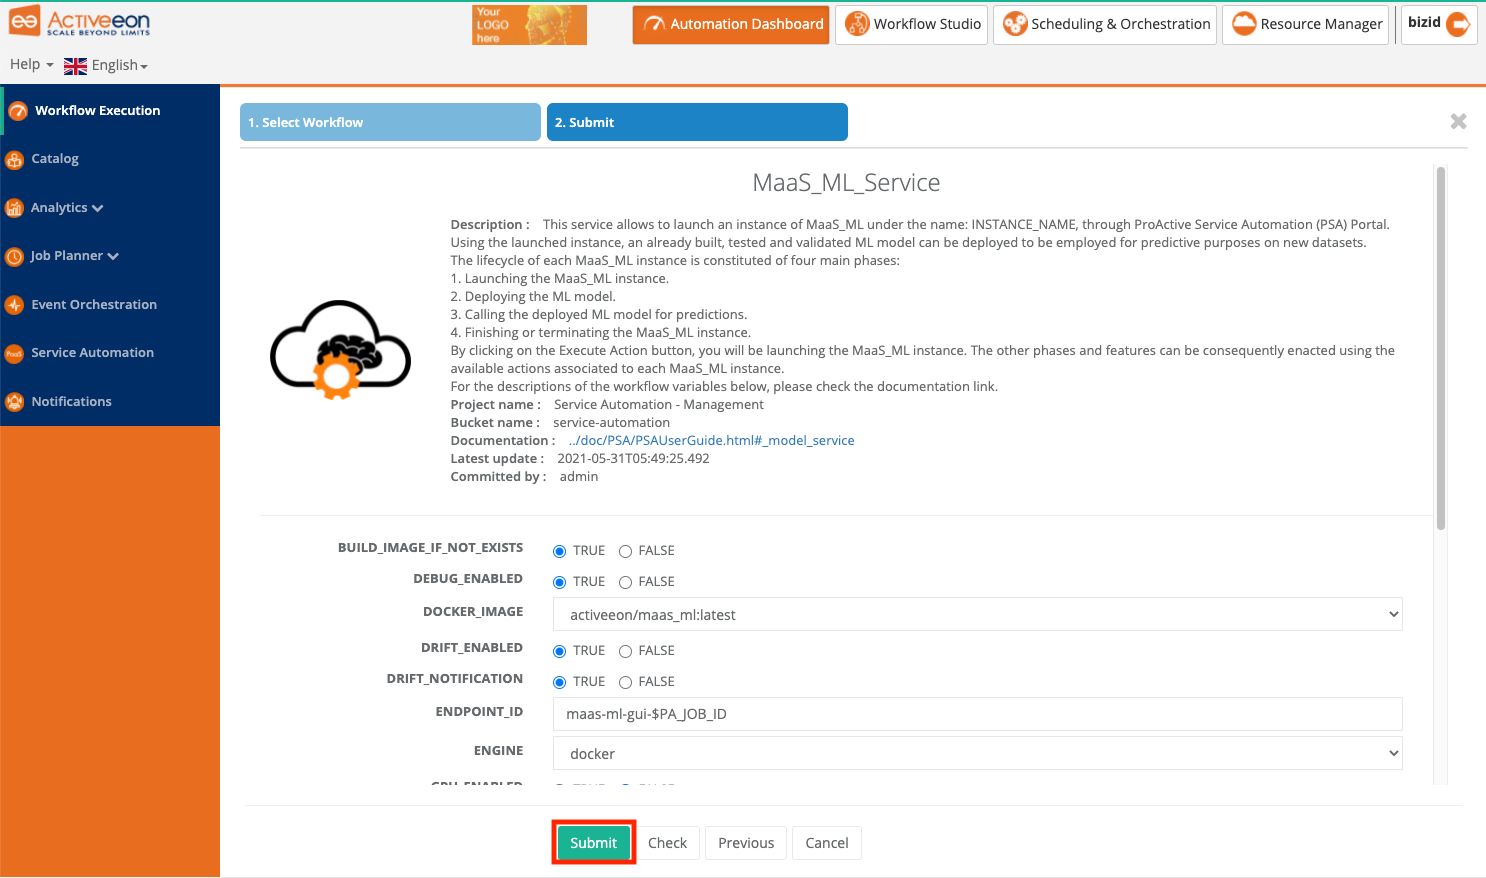 Activeeon
SCALE BEYOND LIMITS
Your
LOGO
here
Automation Dashboard
Workflow Studio
Scheduling & Orchestration
Resource Manager
bizid
Help
English
Workflow Execution
Catalog
Analytics
Job Planner
Event Orchestration
PaaS
Service Automation
Notifications
1. Select Workflow
2. Submit
MaaS_ML_Service
Description : This service allows to launch an instance of MaaS_ML under the name: INSTANCE_NAME, through ProActive Service Automation (PSA) Portal.
Using the launched instance, an already built, tested and validated ML model can be deployed to be employed for predictive purposes on new datasets.
The lifecycle of each MaaS_ML instance is constituted of four main phases:
1. Launching the MaaS_ML instance.
2. Deploying the ML model.
3. Calling the deployed ML model for predictions.
4. Finishing or terminating the MaaS_ML instance.
By clicking on the Execute Action button, you will be launching the MaaS_ML instance. The other phases and features can be consequently enacted using the
available actions associated to each MaaS_ML instance.
For the descriptions of the workflow variables below, please check the documentation link.
Project name : Service Automation - Management
Bucket name : service-automation
Documentation : ../doc/PSA/PSAUserGuide.html#_model_service
Latest update : 2021-05-31T05:49:25.492
Committed by : admin
BUILD_IMAGE_IF_NOT_EXISTS TRUE FALSE
DEBUG_ENABLED TRUE FALSE
DOCKER_IMAGE activeeon/maas_ml:latest
DRIFT_ENABLED TRUE FALSE
DRIFT_NOTIFICATION TRUE FALSE
ENDPOINT_ID maas-ml-gui-$PA_JOB_ID
ENGINE docker
GPU_ENABLED TRUE FALSE
Submit Check Previous Cancel